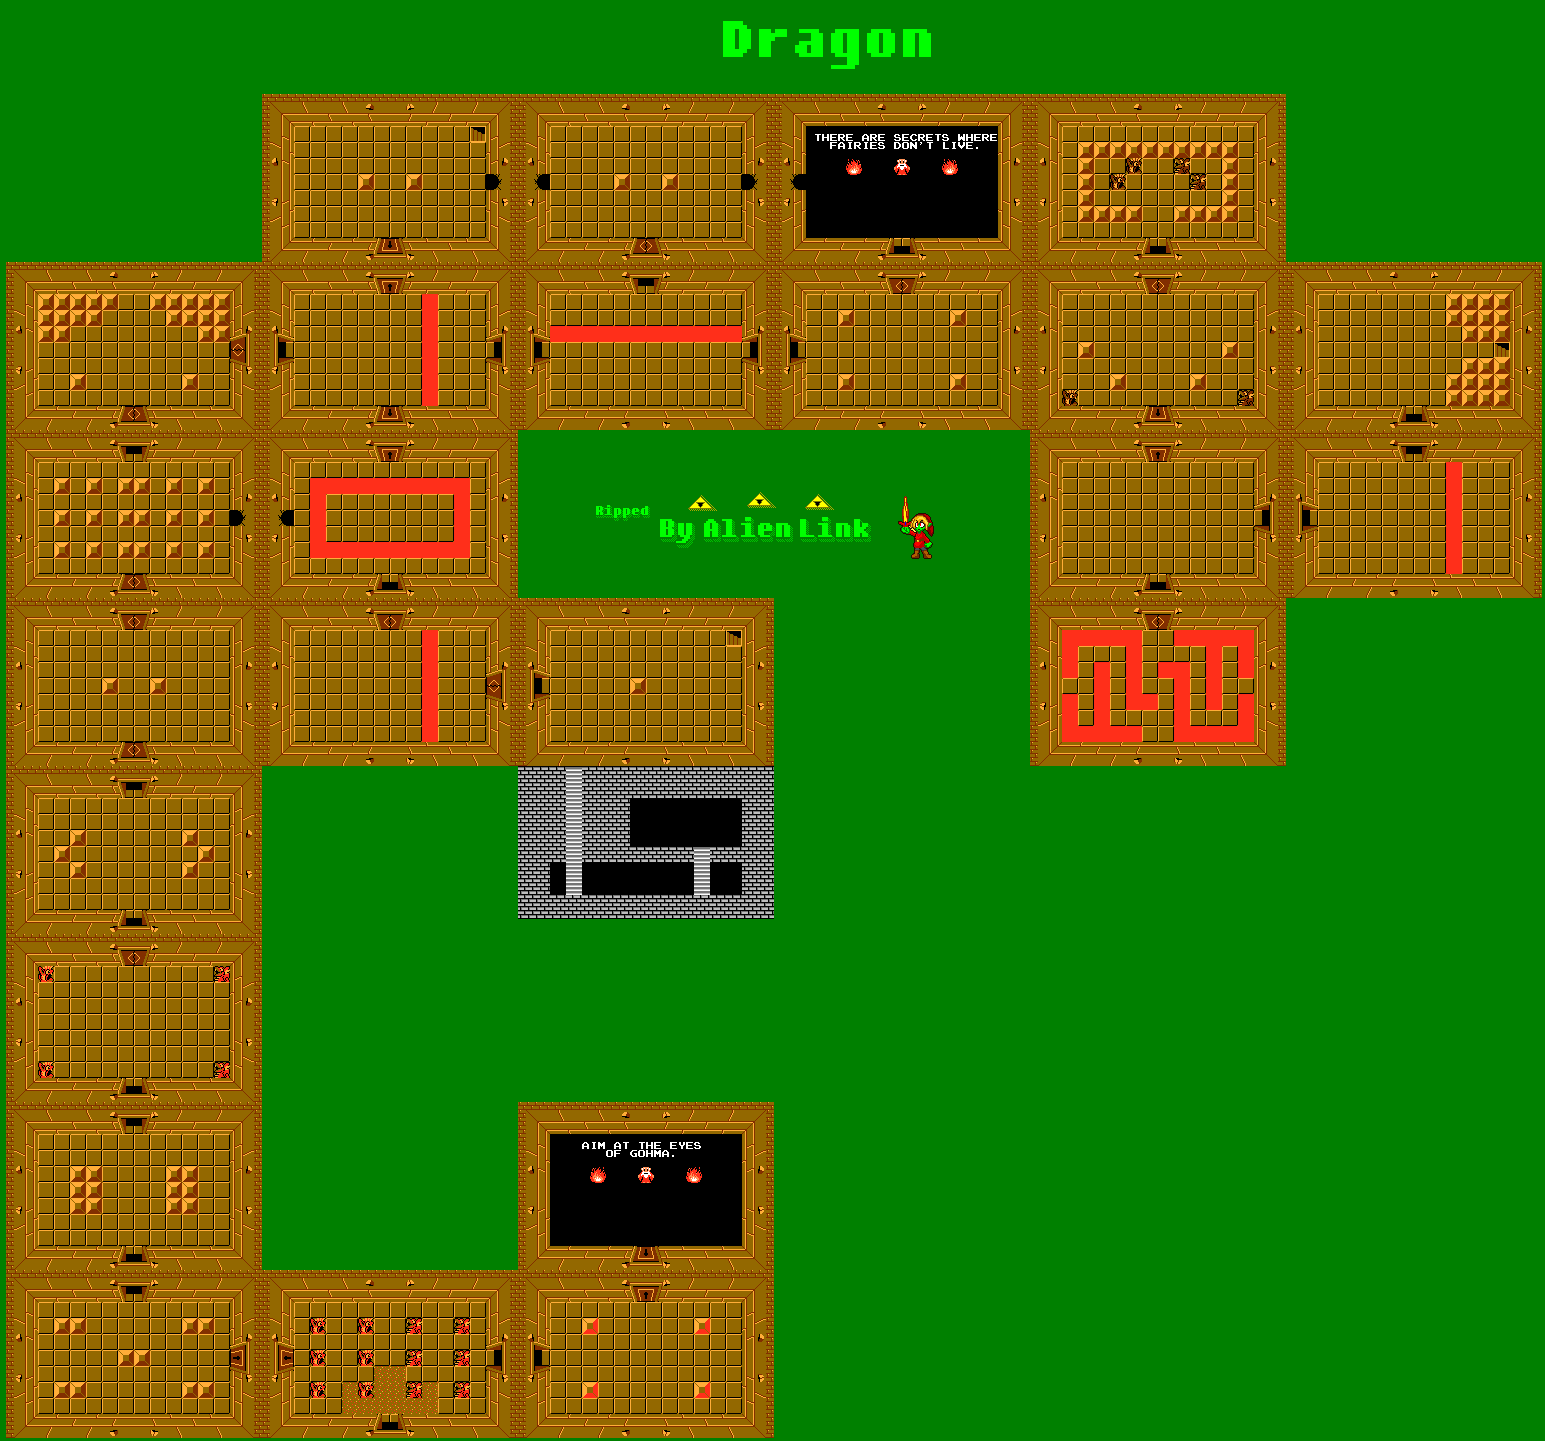 Dragon
THERE ARE SECRETS WHERE
FAIRIES DON'T LIVE.
Ripped
By Alien Link
AIM AT THE EYES
OF GOHMA.